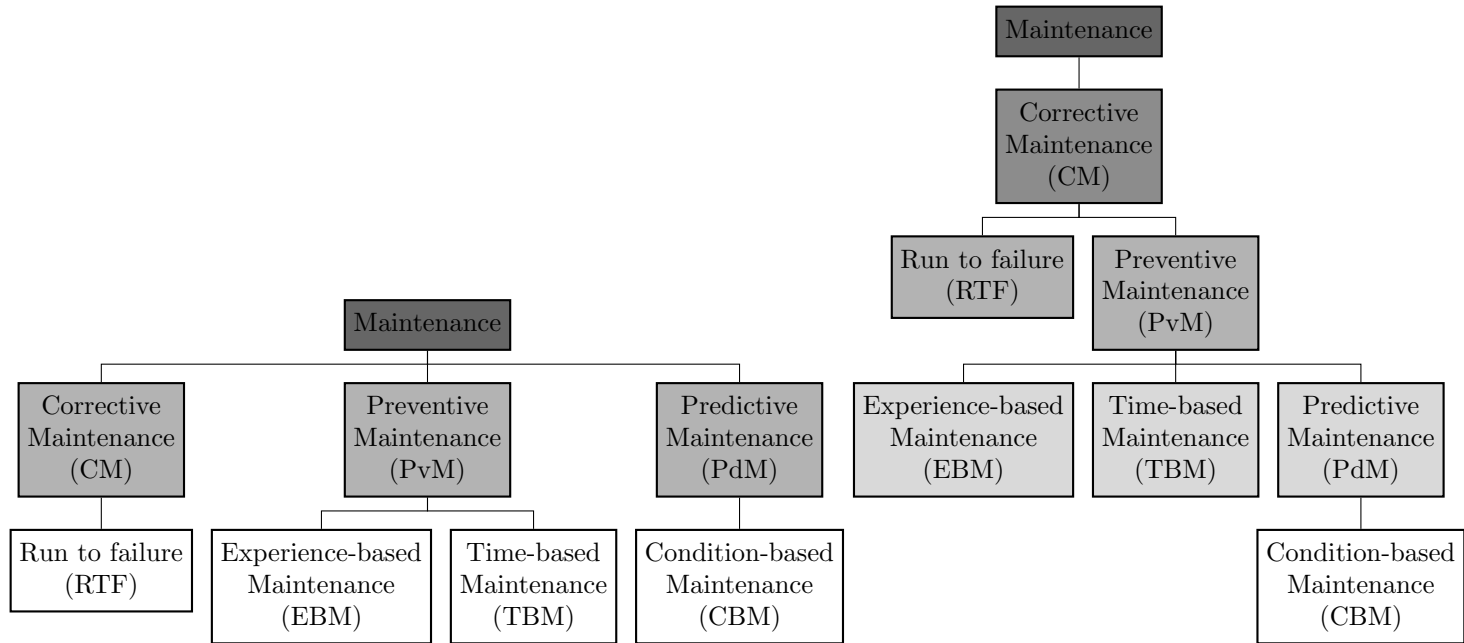 Maintenance
Corrective
Maintenance
(CM)
Run to failure
(RTF)
Preventive
Maintenance
(PvM)
Experience-based
Maintenance
(EBM)
Time-based
Maintenance
(TBM)
Predictive
Maintenance
(PdM)
Condition-based
Maintenance
(CBM)
Maintenance
Corrective
Maintenance
(CM)
Run to failure
(RTF)
Preventive
Maintenance
(PvM)
Experience-based
Maintenance
(EBM)
Time-based
Maintenance
(TBM)
Predictive
Maintenance
(PdM)
Condition-based
Maintenance
(CBM)